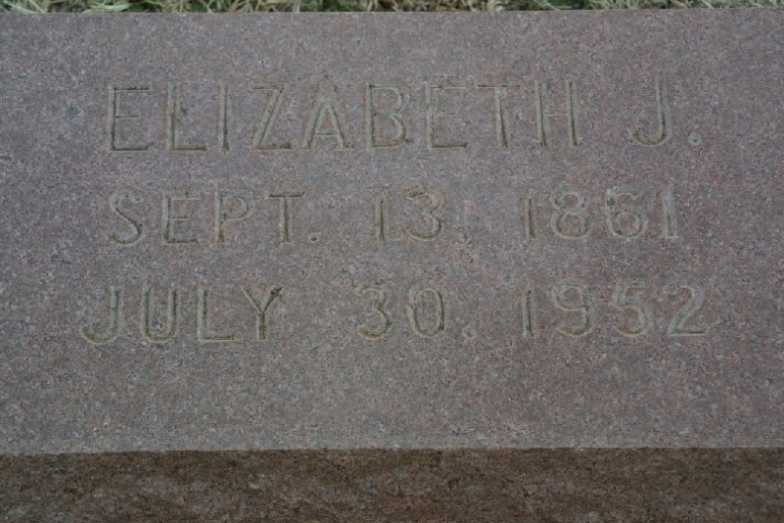 ELIZABETH J.
SEPT. 13, 1861
JULY 30, 1952